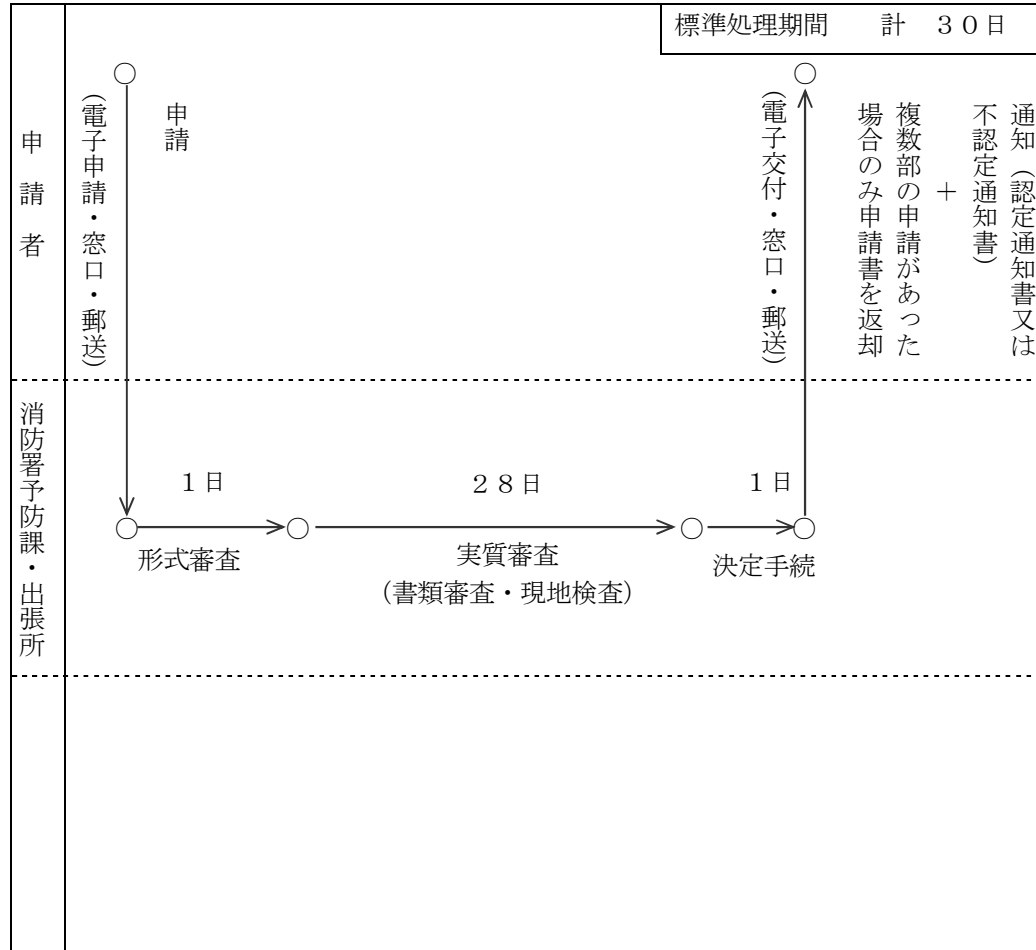 標準処理期間　計　３０日
申請者
(電子申請・窓口・郵送)
申請
(電子交付・窓口・郵送)
通知（認定通知書又は
不認定通知書）
＋
複数部の申請があった
場合のみ申請書を返却
消防署予防課・出張所
１日
２８日
１日
形式審査
実質審査
（書類審査・現地検査）
決定手続